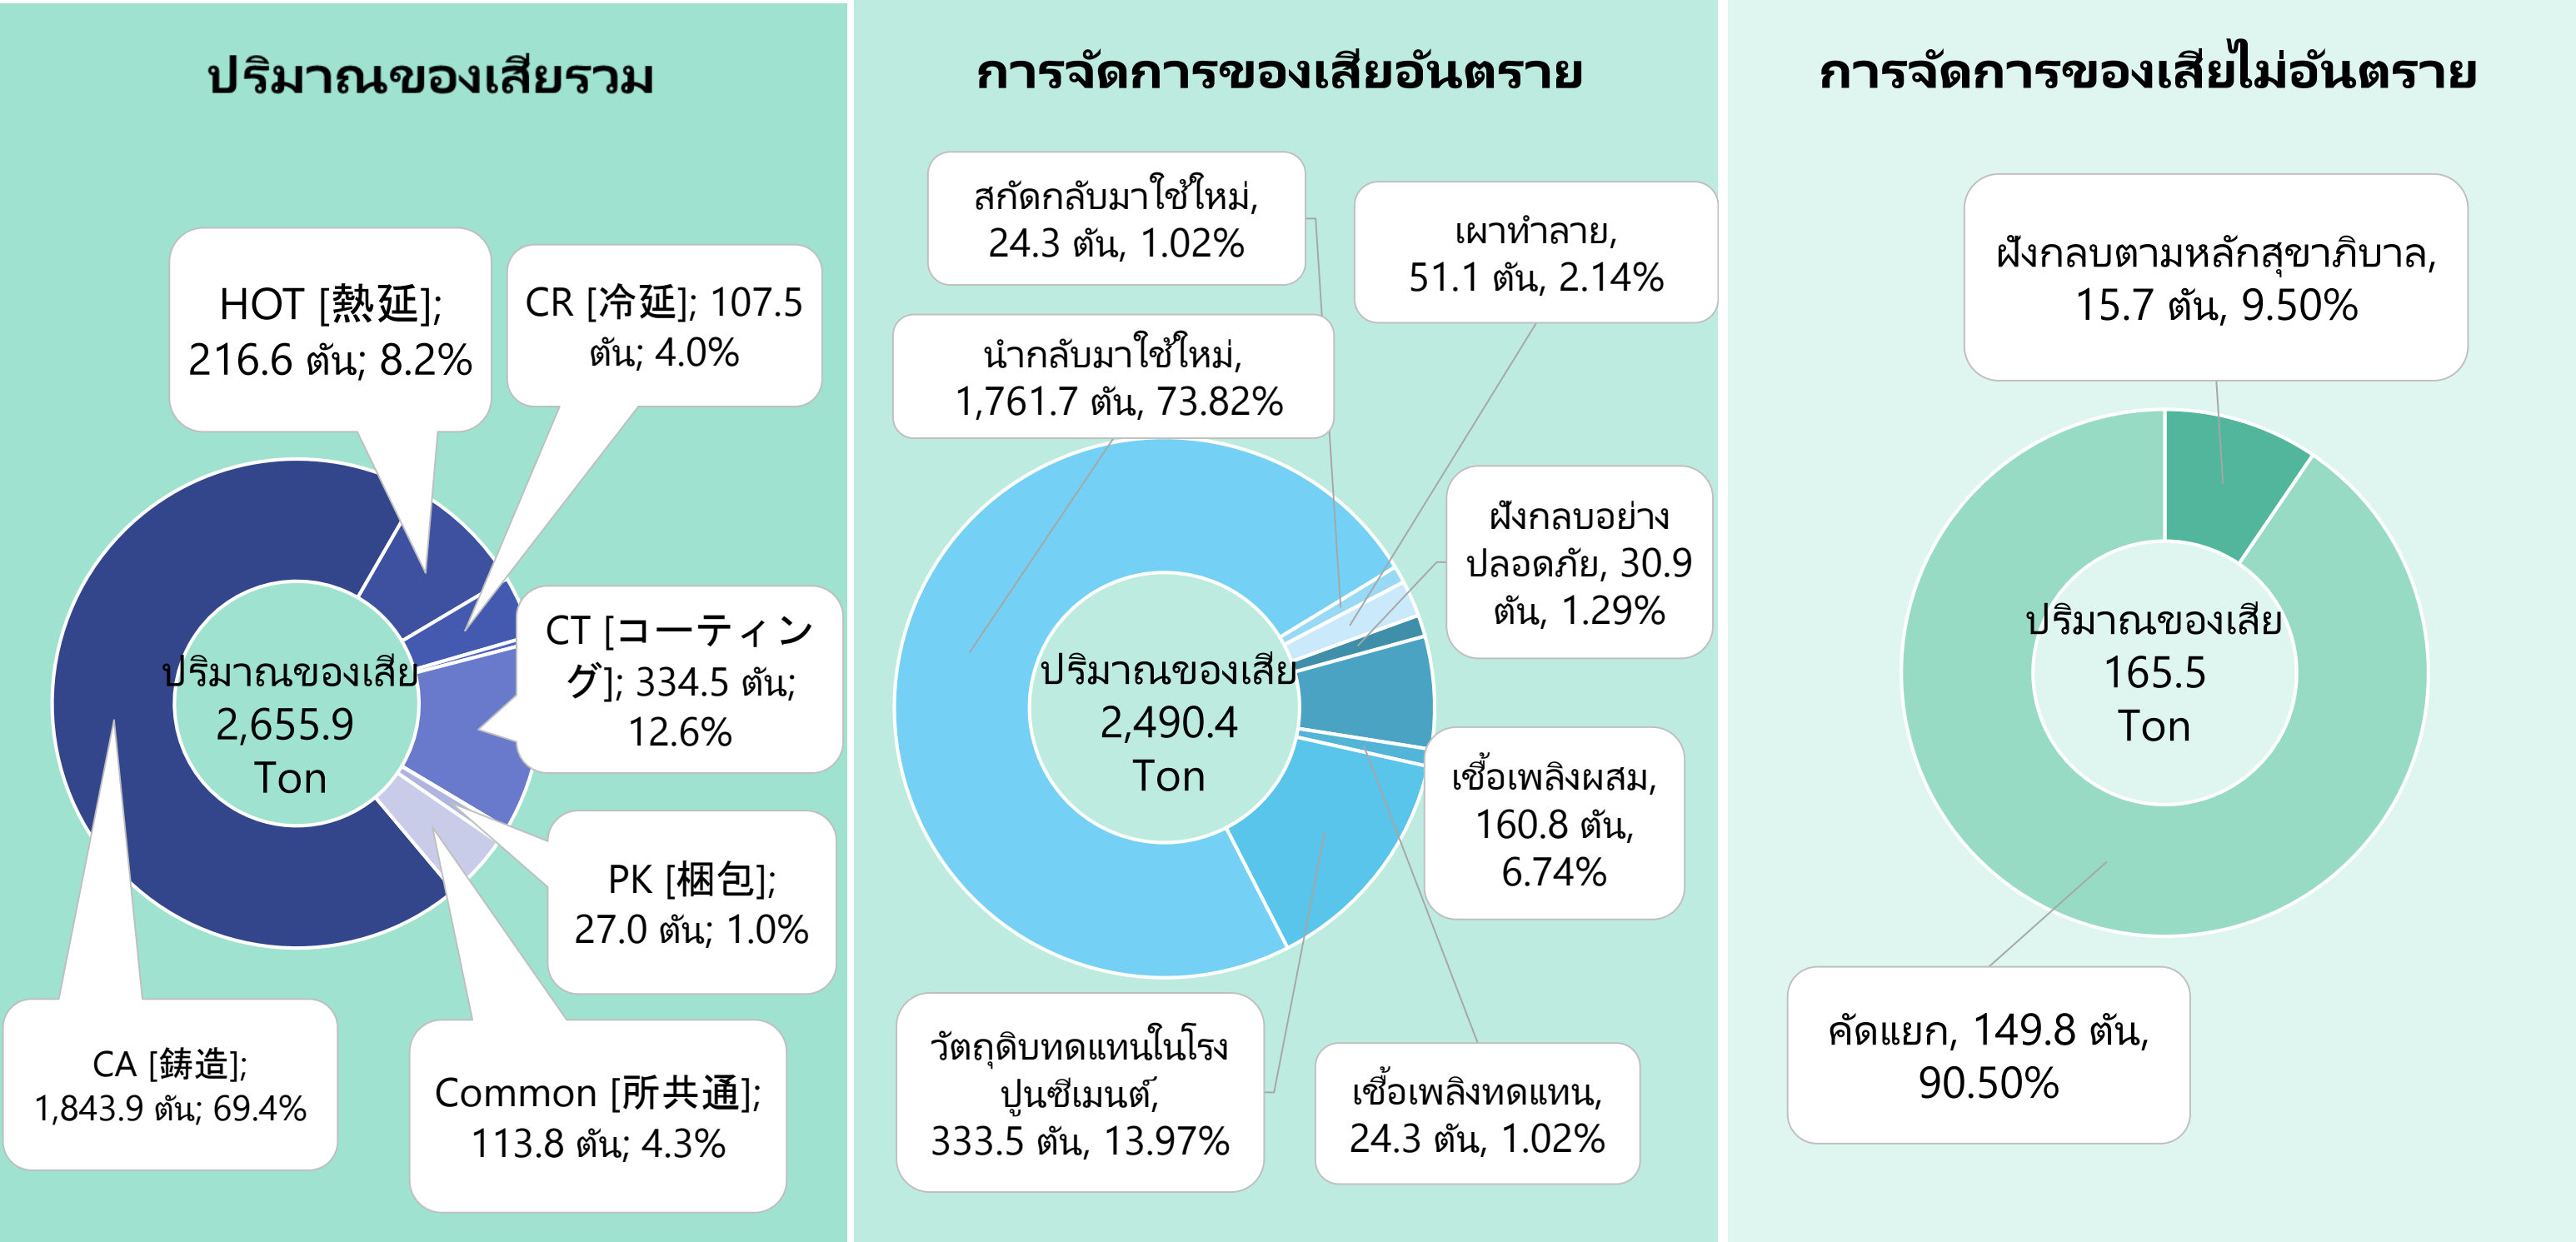 ปริมาณของเสียรวม
HOT [熱延];
216.6 ตัน; 8.2%
CR [冷延]; 107.5
ตัน; 4.0%
CT [コーティン
グ]; 334.5 ตัน;
12.6%
ปริมาณของเสีย
2,655.9
Ton
PK [梱包];
27.0 ตัน; 1.0%
CA [鋳造];
1,843.9 ตัน; 69.4%
Common [所共通];
113.8 ตัน; 4.3%
การจัดการของเสียอันตราย
สกัดกลับมาใช้ใหม่,
24.3 ตัน, 1.02%
เผาทำลาย,
51.1 ตัน, 2.14%
นำกลับมาใช้ใหม่,
1,761.7 ตัน, 73.82%
ฝังกลบอย่าง
ปลอดภัย, 30.9
ตัน, 1.29%
ปริมาณของเสีย
2,490.4
Ton
เชื้อเพลิงผสม,
160.8 ตัน,
6.74%
วัตถุดิบทดแทนในโรง
ปูนซีเมนต์,
333.5 ตัน, 13.97%
เชื้อเพลิงทดแทน,
24.3 ตัน, 1.02%
การจัดการของเสียไม่อันตราย
ฝังกลบตามหลักสุขาภิบาล,
15.7 ตัน, 9.50%
ปริมาณของเสีย
165.5
Ton
คัดแยก, 149.8 ตัน,
90.50%